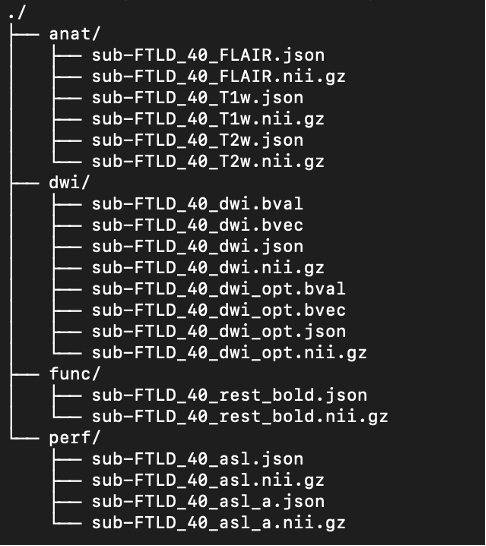 ./
├── anat/
│   ├── sub-FTLD_40_FLAIR.json
│   ├── sub-FTLD_40_FLAIR.nii.gz
│   ├── sub-FTLD_40_T1w.json
│   ├── sub-FTLD_40_T1w.nii.gz
│   ├── sub-FTLD_40_T2w.json
│   └── sub-FTLD_40_T2w.nii.gz
├── dwi/
│   ├── sub-FTLD_40_dwi.bval
│   ├── sub-FTLD_40_dwi.bvec
│   ├── sub-FTLD_40_dwi.json
│   ├── sub-FTLD_40_dwi.nii.gz
│   ├── sub-FTLD_40_dwi_opt.bval
│   ├── sub-FTLD_40_dwi_opt.bvec
│   ├── sub-FTLD_40_dwi_opt.json
│   └── sub-FTLD_40_dwi_opt.nii.gz
├── func/
│   ├── sub-FTLD_40_rest_bold.json
│   └── sub-FTLD_40_rest_bold.nii.gz
└── perf/
    ├── sub-FTLD_40_asl.json
    ├── sub-FTLD_40_asl.nii.gz
    ├── sub-FTLD_40_asl_a.json
    └── sub-FTLD_40_asl_a.nii.gz